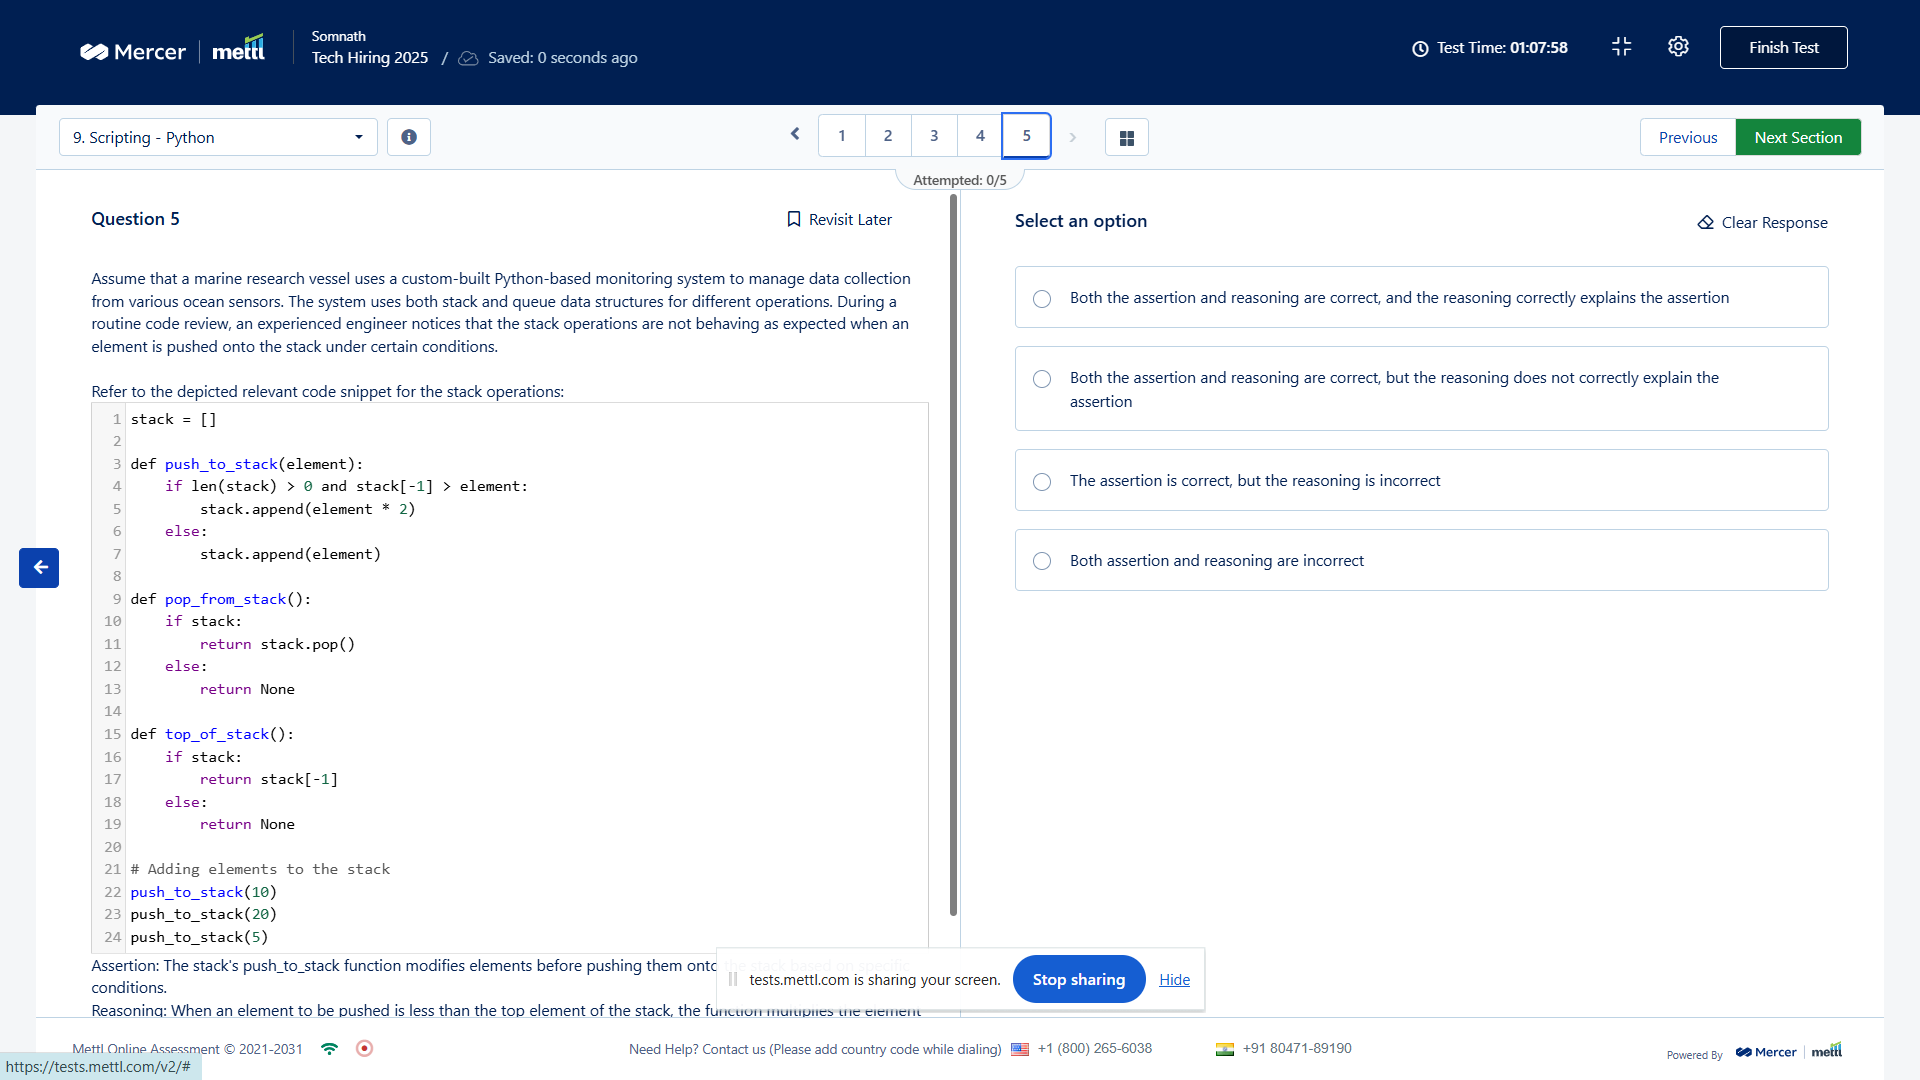 Mercer mettl
Somnath
Tech Hiring 2025 / Saved: 0 seconds ago
Test Time: 01:07:58
Finish Test
9. Scripting - Python
1 2 3 4 5
Previous
Next Section
Attempted: 0/5
Question 5
Revisit Later
Assume that a marine research vessel uses a custom-built Python-based monitoring system to manage data collection
from various ocean sensors. The system uses both stack and queue data structures for different operations. During a
routine code review, an experienced engineer notices that the stack operations are not behaving as expected when an
element is pushed onto the stack under certain conditions.
Refer to the depicted relevant code snippet for the stack operations:
1 stack = []
2
3 def push_to_stack(element):
4     if len(stack) > 0 and stack[-1] > element:
5         stack.append(element * 2)
6     else:
7         stack.append(element)
8
9 def pop_from_stack():
10     if stack:
11         return stack.pop()
12     else:
13         return None
14
15 def top_of_stack():
16     if stack:
17         return stack[-1]
18     else:
19         return None
20
21 # Adding elements to the stack
22 push_to_stack(10)
23 push_to_stack(20)
24 push_to_stack(5)
Assertion: The stack's push_to_stack function modifies elements before pushing them onto the stack based on
conditions.
Reasoning: When an element to be pushed is less than the top element of the stack, the function multiplies the element
Select an option
Clear Response
Both the assertion and reasoning are correct, and the reasoning correctly explains the assertion
Both the assertion and reasoning are correct, but the reasoning does not correctly explain the
assertion
The assertion is correct, but the reasoning is incorrect
Both assertion and reasoning are incorrect
tests.mettl.com is sharing your screen.
Stop sharing
Hide
Mettl Online Assessment © 2021-2031
Need Help? Contact us (Please add country code while dialing) +1 (800) 265-6038 +91 80471-89190
Powered By Mercer mettl
https://tests.mettl.com/v2/#